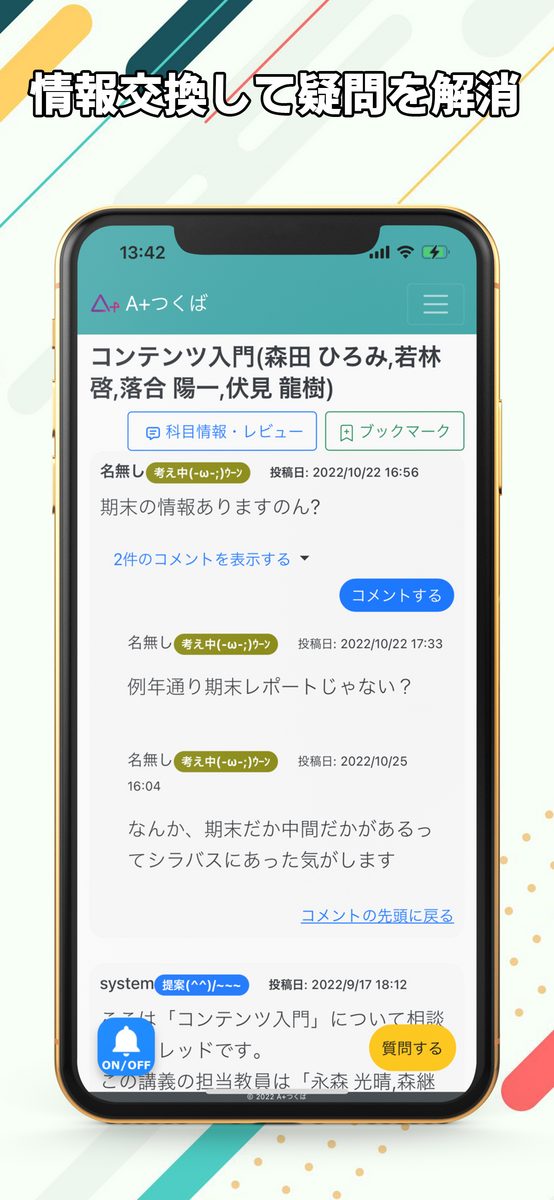 情報交換して疑問を解消
13:42
A+つくば
コンテンツ入門(森田 ひろみ,若林
啓,落合 陽一,伏見 龍樹)
科目情報・レビュー
ブックマーク
名無し 考え中(-ω-;)ウーン 投稿日: 2022/10/22 16:56
期末の情報ありますのん?
2件のコメントを表示する
コメントする
名無し 考え中(-ω-;)ウーン 投稿日: 2022/10/22 17:33
例年通り期末レポートじゃない？
名無し 考え中(-ω-;)ウーン 投稿日: 2022/10/25
16:04
なんか、期末だか中間だかがあるっ
てシラバスにあった気がします
コメントの先頭に戻る
system 提案(^^)/~~~ 投稿日: 2022/9/17 18:12
ここは「コンテンツ入門」について相談
レッドです。
質問する
ON/OFF
この講義の担当教員は「永森 光晴,森継
© 2022 A+つくば